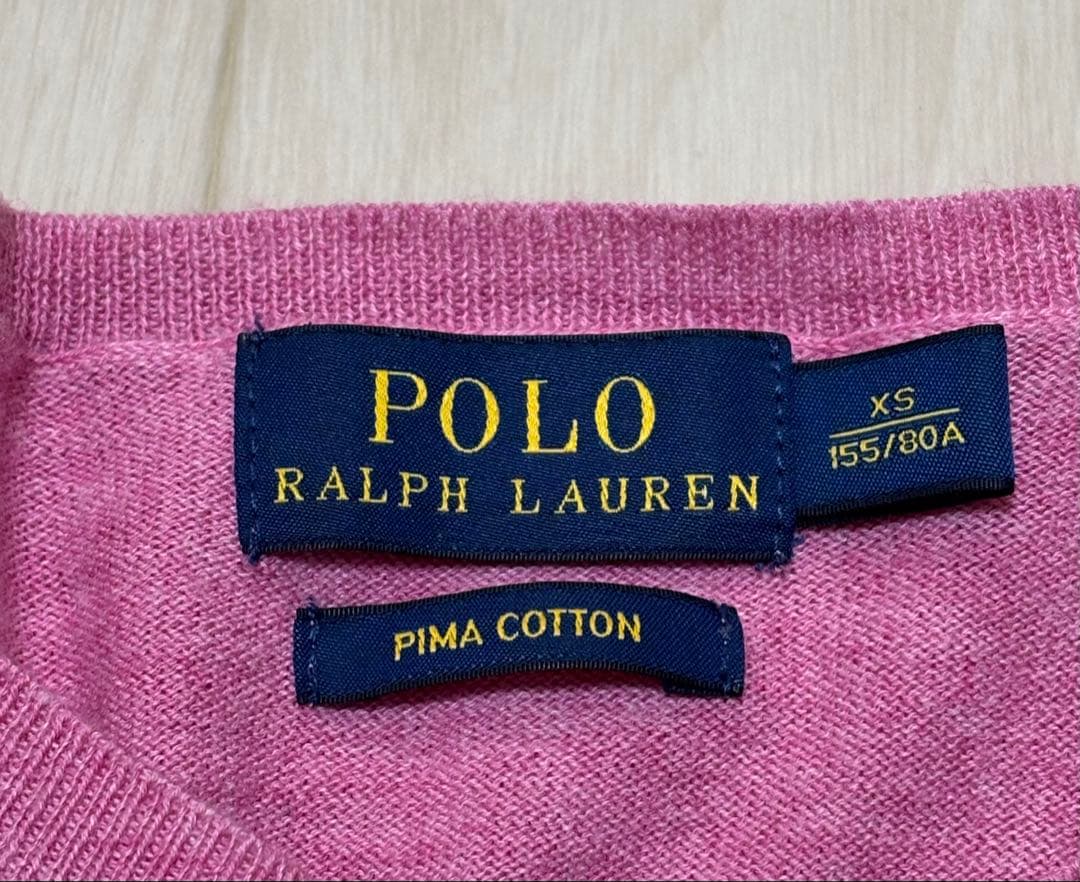 POLO
RALPH LAUREN
XS
155/80A
PIMA COTTON